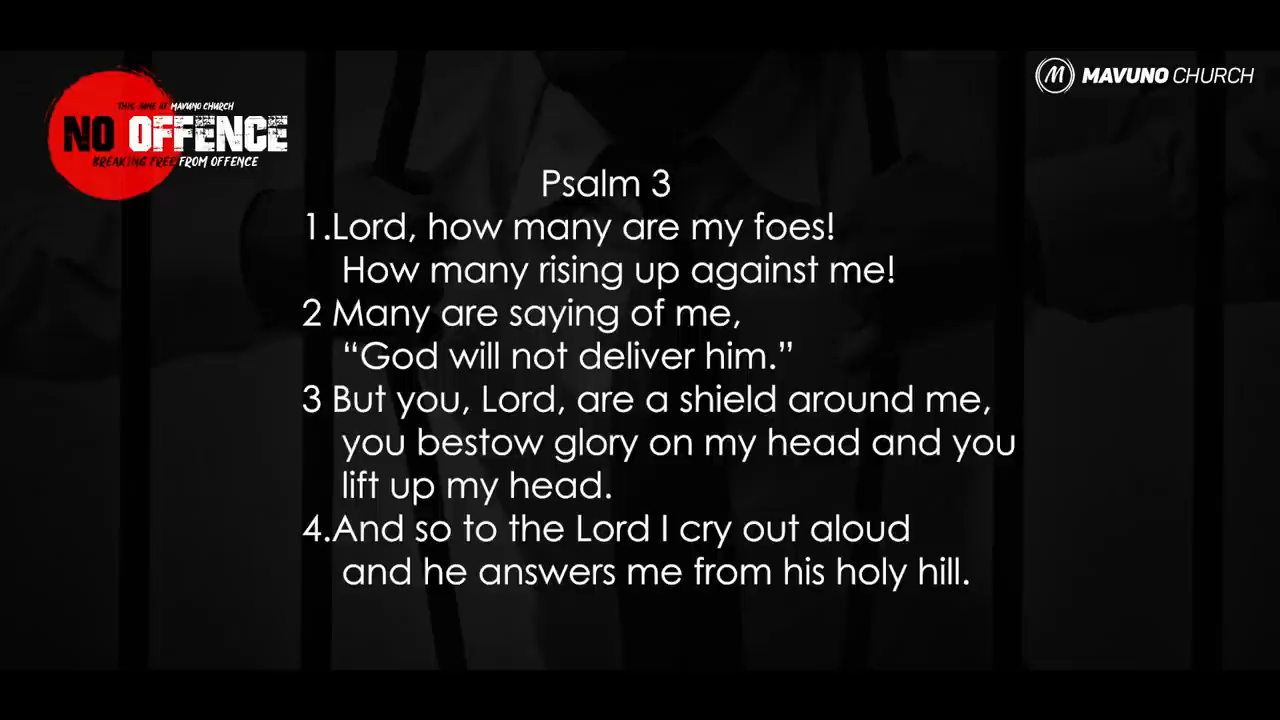 THIS JUNE AT MAVUNO CHURCH
NO OFFENCE
BREAKING FREE FROM OFFENCE
M MAVUNO CHURCH
Psalm 3
1.Lord, how many are my foes!
How many rising up against me!
2 Many are saying of me,
“God will not deliver him.”
3 But you, Lord, are a shield around me,
you bestow glory on my head and you
lift up my head.
4.And so to the Lord I cry out aloud
and he answers me from his holy hill.